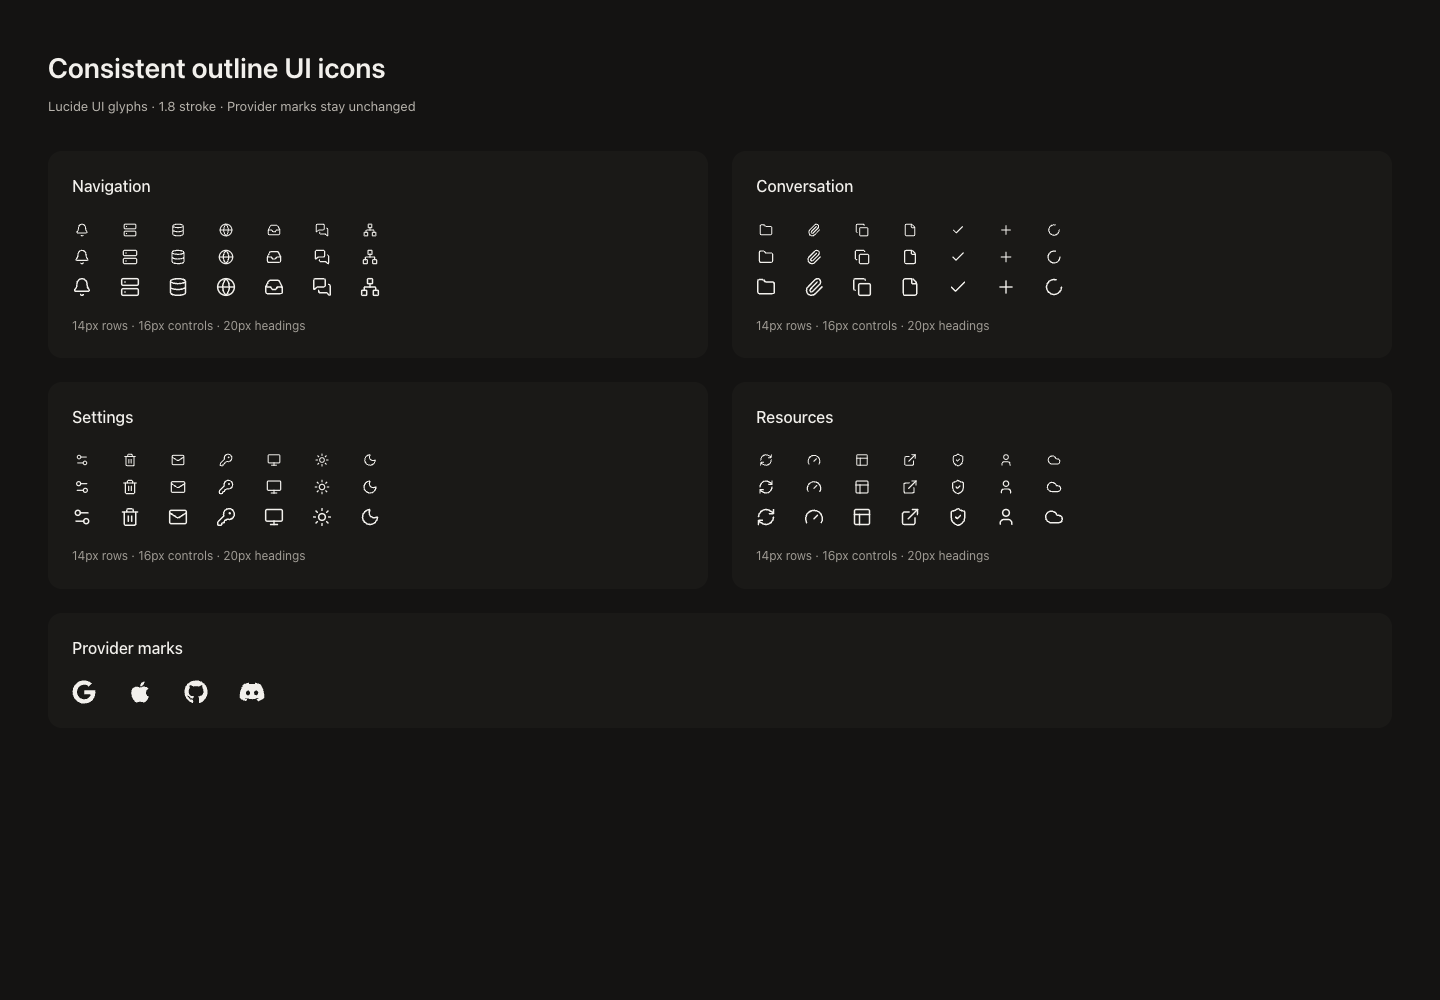 Consistent outline UI icons
Lucide UI glyphs · 1.8 stroke · Provider marks stay unchanged
Navigation
14px rows · 16px controls · 20px headings
Conversation
14px rows · 16px controls · 20px headings
Settings
14px rows · 16px controls · 20px headings
Resources
14px rows · 16px controls · 20px headings
Provider marks